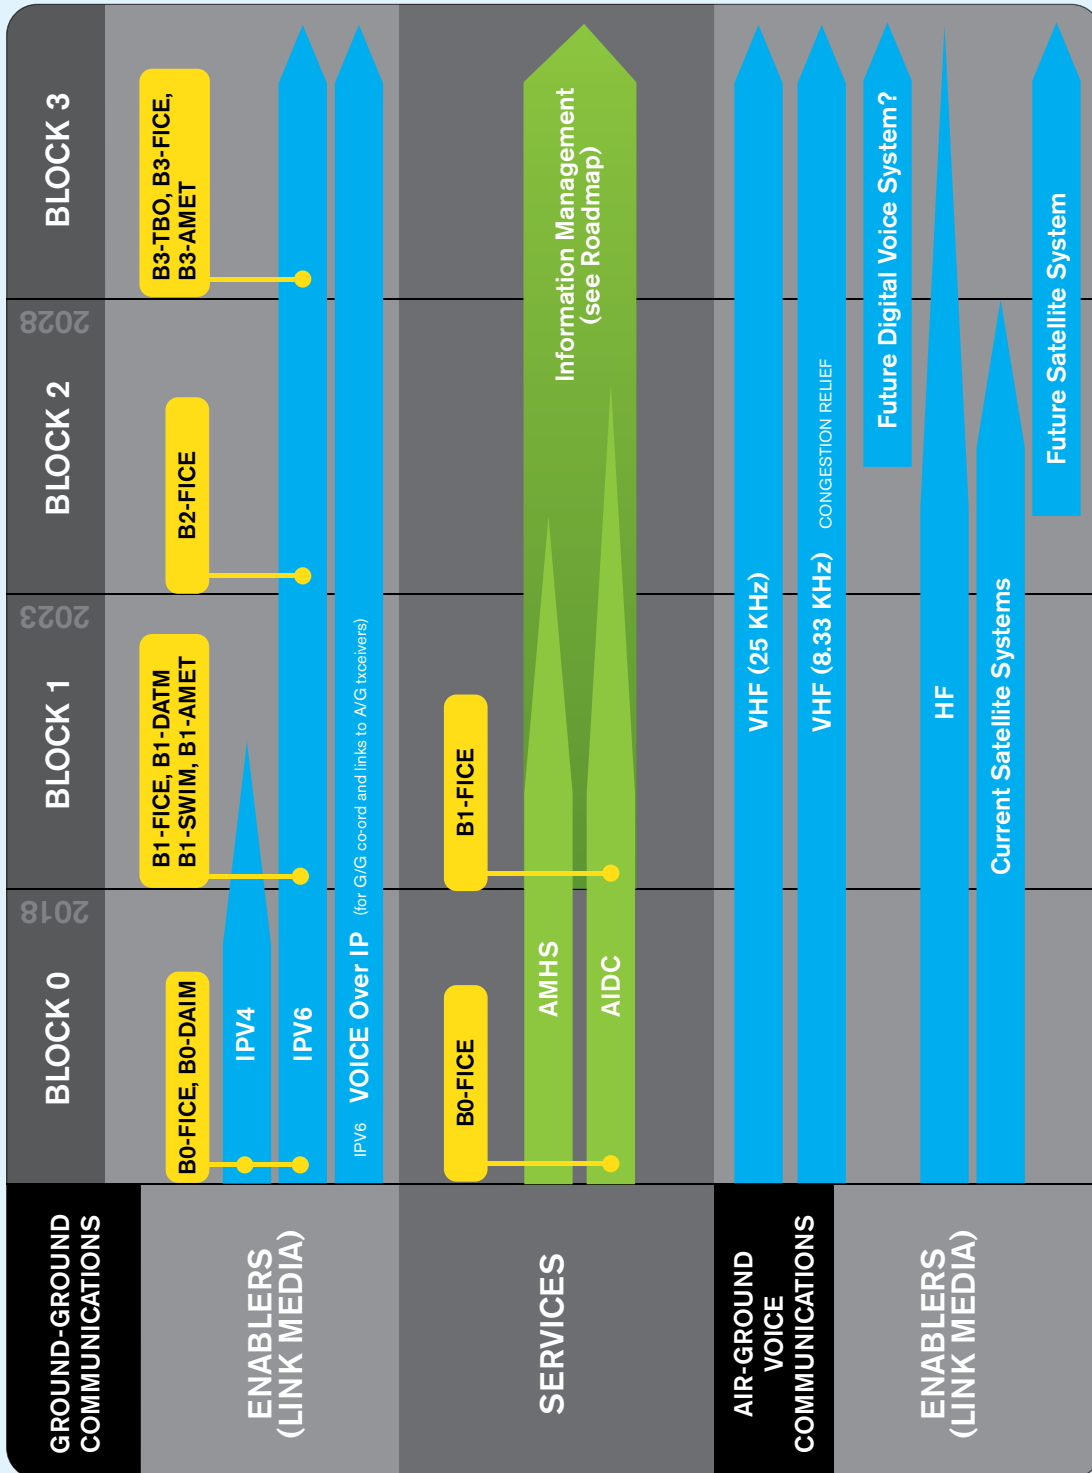 GROUND-GROUND
COMMUNICATIONS
BLOCK 0
2018
BLOCK 1
2023
BLOCK 2
2028
BLOCK 3
ENABLERS
(LINK MEDIA)
B0-FICE, B0-DAIM
B1-FICE, B1-DATM
B1-SWIM, B1-AMET
B2-FICE
B3-TBO, B3-FICE,
B3-AMET
IPV4
IPV6
IPV6 VOICE Over IP (for G/G co-ord and links to A/G txceivers)
SERVICES
B0-FICE
B1-FICE
AMHS
AIDC
Information Management
(see Roadmap)
AIR-GROUND
VOICE
COMMUNICATIONS
ENABLERS
(LINK MEDIA)
VHF (25 KHz)
VHF (8.33 KHz) CONGESTION RELIEF
Future Digital Voice System?
HF
Current Satellite Systems
Future Satellite System